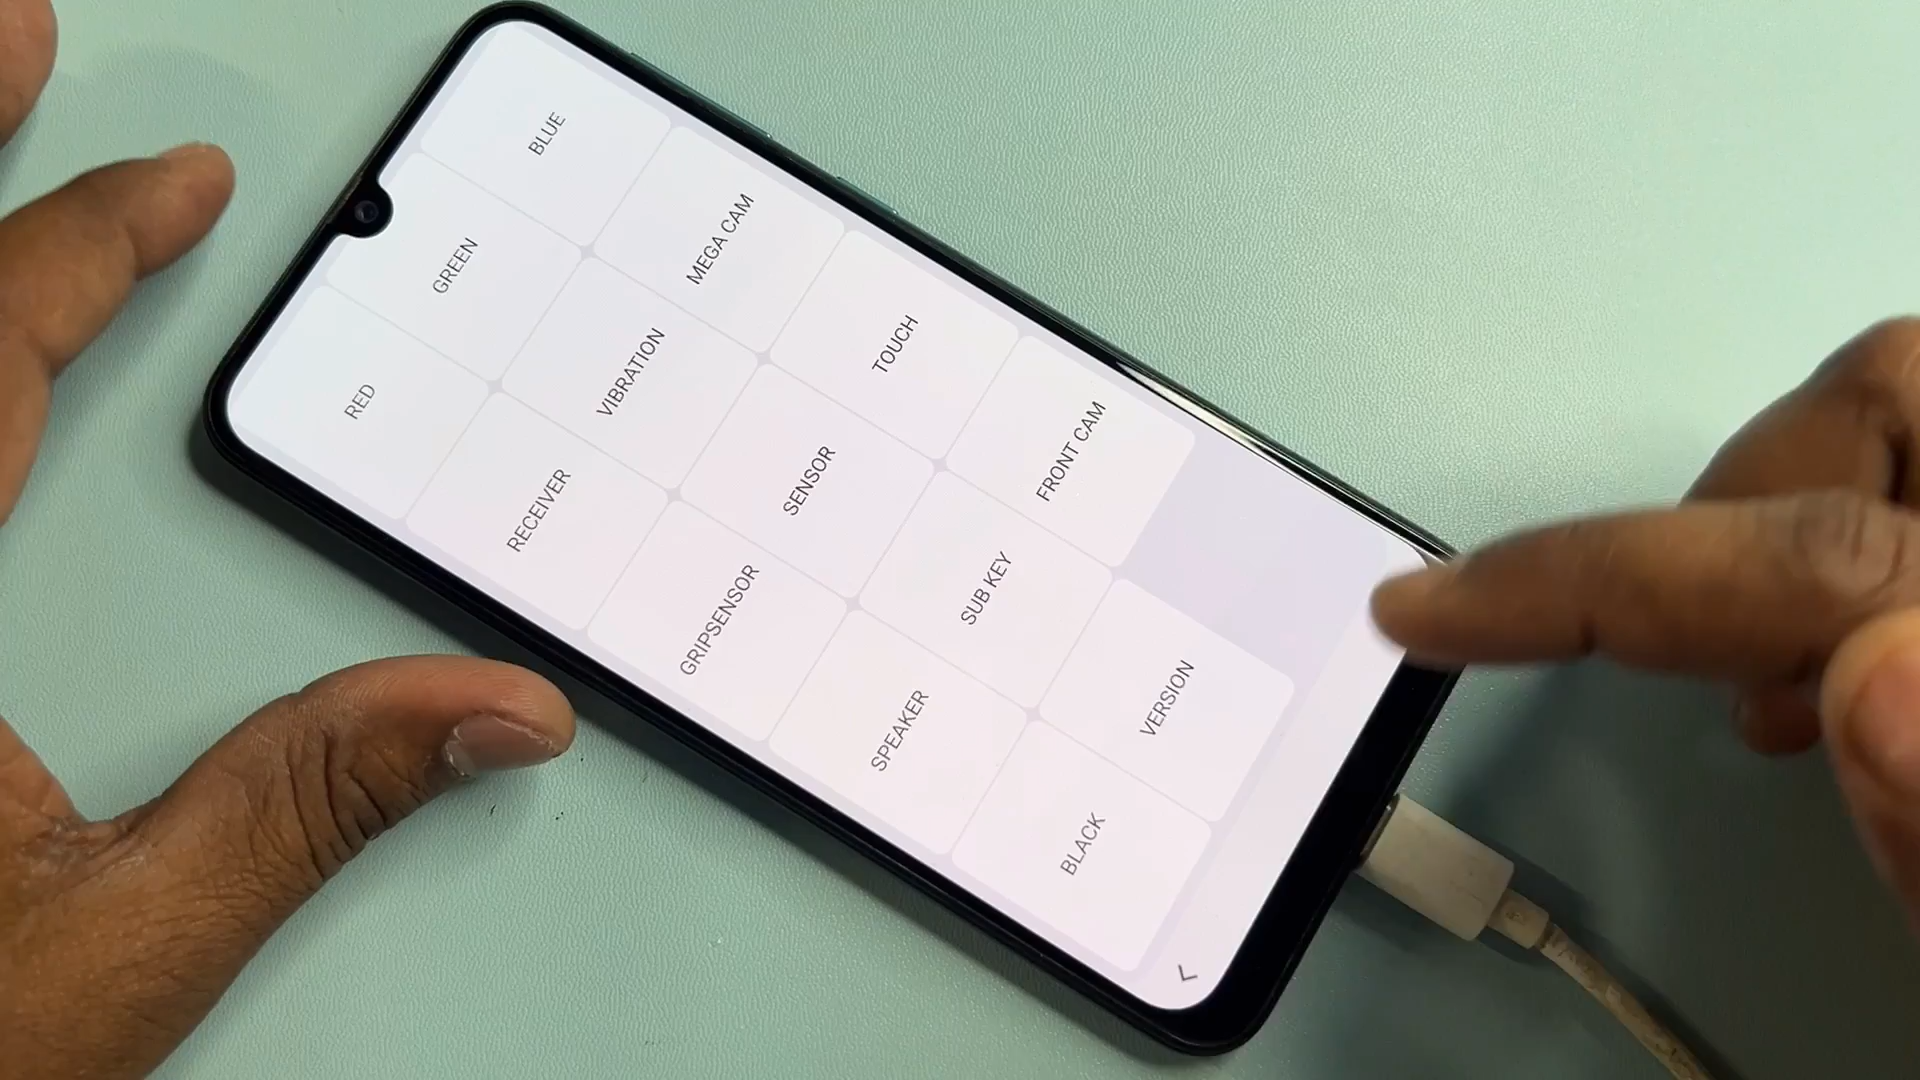 RED
GREEN
BLUE
RECEIVER
VIBRATION
MEGA CAM
GRIPSENSOR
SENSOR
TOUCH
SPEAKER
SUB KEY
FRONT CAM
BLACK
VERSION